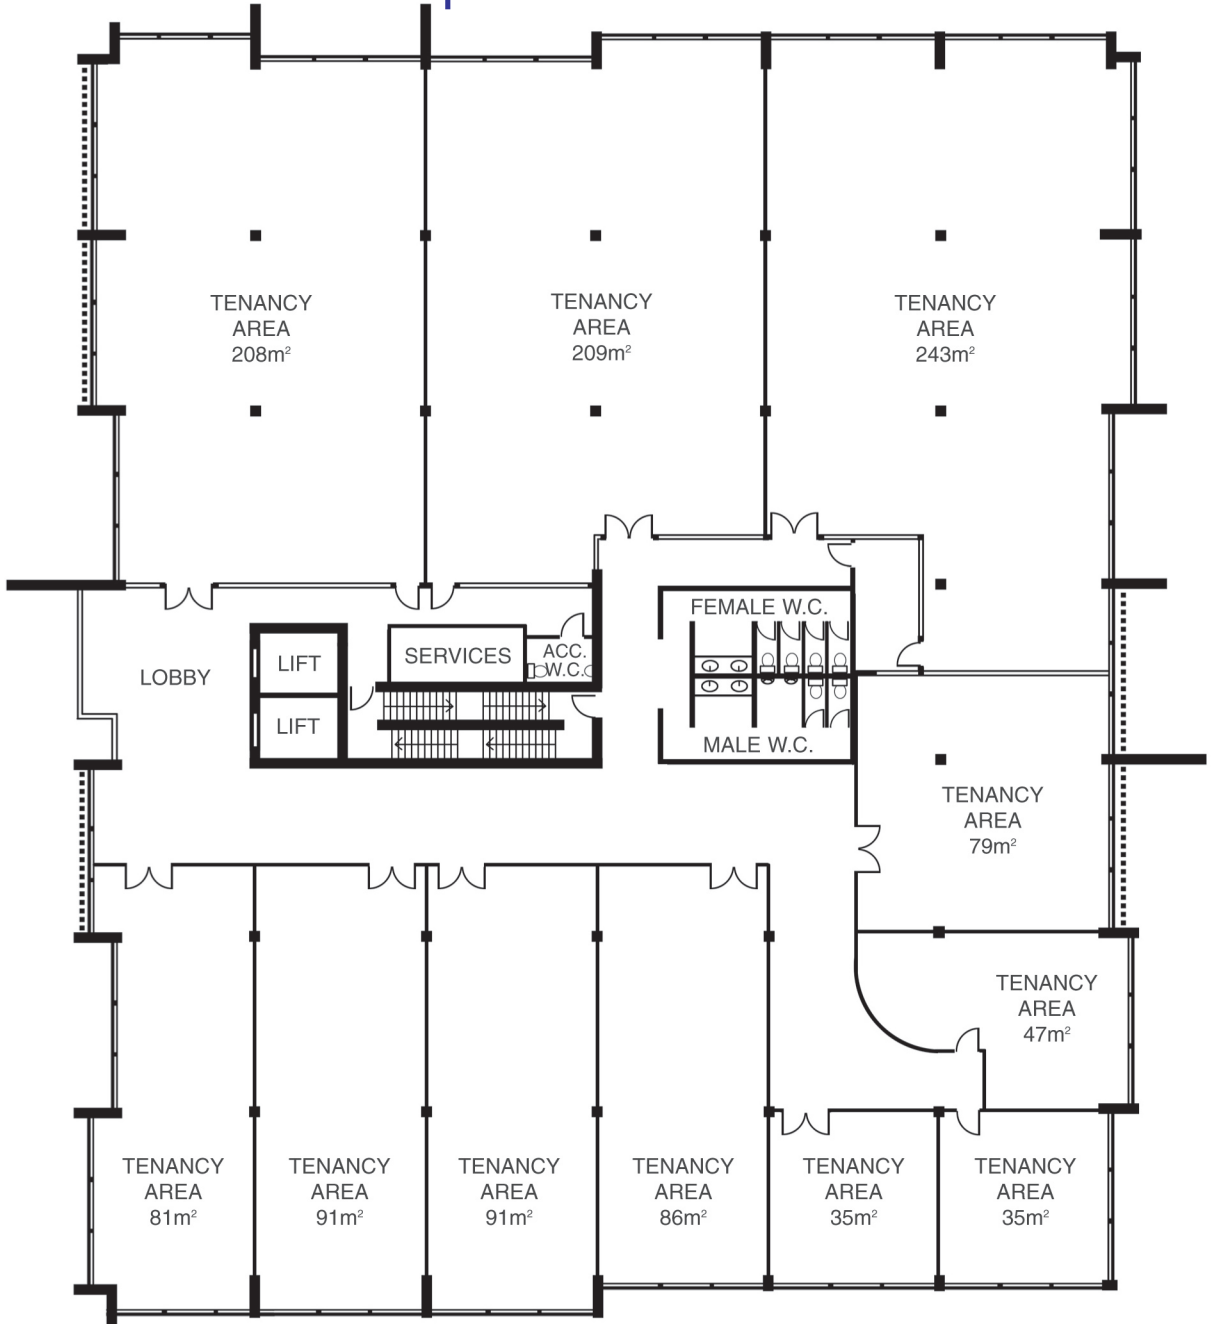 TENANCY
AREA
208m²
TENANCY
AREA
209m²
TENANCY
AREA
243m²
FEMALE W.C.
LOBBY
LIFT
SERVICES
ACC.
W.C.
LIFT
MALE W.C.
TENANCY
AREA
79m²
TENANCY
AREA
47m²
TENANCY
AREA
81m²
TENANCY
AREA
91m²
TENANCY
AREA
91m²
TENANCY
AREA
86m²
TENANCY
AREA
35m²
TENANCY
AREA
35m²